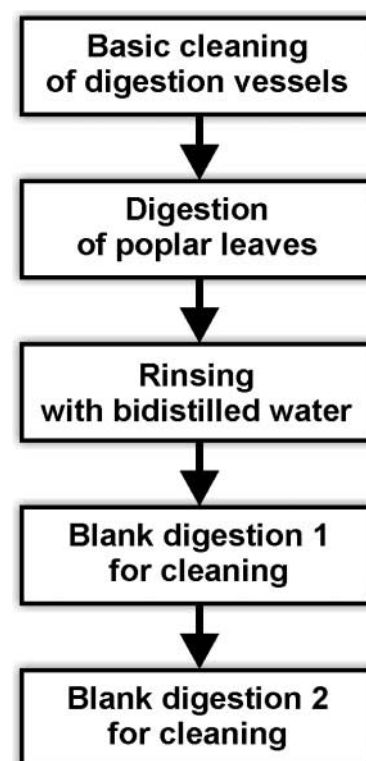 Basic cleaning
of digestion vessels
Digestion
of poplar leaves
Rinsing
with bidistilled water
Blank digestion 1
for cleaning
Blank digestion 2
for cleaning